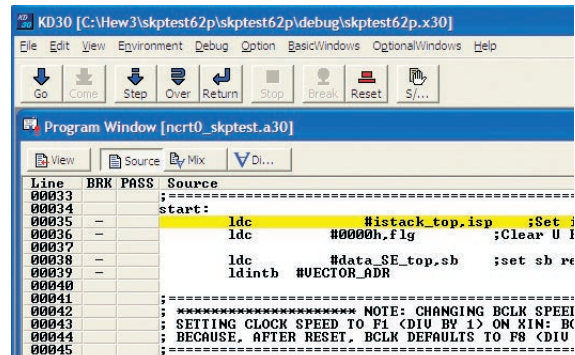 KD30 [C:\Hew3\skptest62p\skptest62p\debug\skptest62p.x30]
File Edit View Environment Debug Option BasicWindows OptionalWindows Help
Go Come Step Over Return Stop Break Reset S/...
Program Window [ncrt0_skptest.a30]
View Source Mix Di...
Line BRK PASS Source
00033 ;========================================
00034 start:
00035 - ldc #istack_top,isp ;Set i
00036 - ldc #0000h,flg ;Clear U
00037
00038 - ldc #data_SE_top,sb ;set sb re
00039 - ldintb #VECTOR_ADR
00040
00041 ;========================================
00042 ; ******************** NOTE: CHANGING BCLK SPEED
00043 ; SETTING CLOCK SPEED TO F1 (DIV BY 1) ON XIN: BC
00044 ; BECAUSE, AFTER RESET, BCLK DEFAULTS TO F8 (DIV
00045 ;========================================